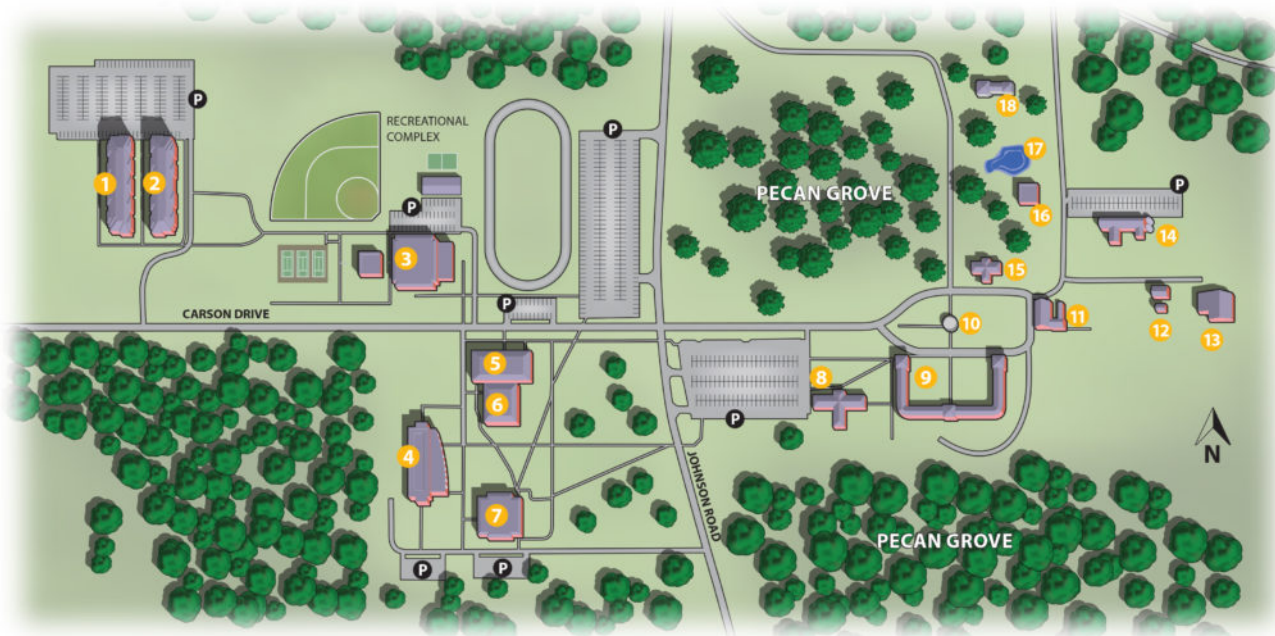 18
P
RECREATIONAL
COMPLEX
P
17
1
2
PECAN GROVE
P
16
P
14
3
15
P
CARSON DRIVE
10
11
12
13
5
8
9
6
P
N
4
JOHNSON ROAD
7
PECAN GROVE
P
P